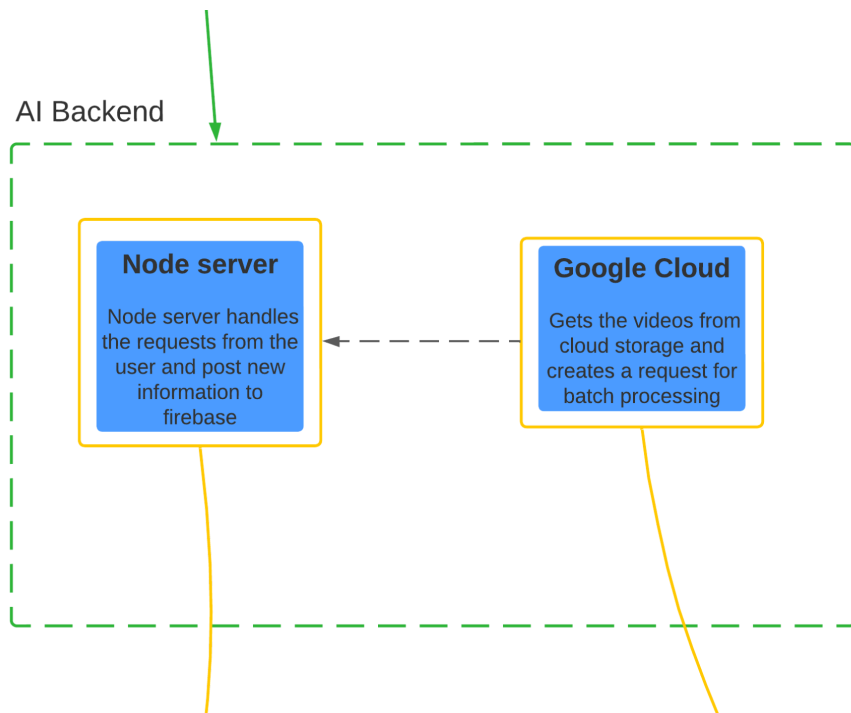 AI Backend
Node server
Node server handles
the requests from the
user and post new
information to
firebase
Google Cloud
Gets the videos from
cloud storage and
creates a request for
batch processing